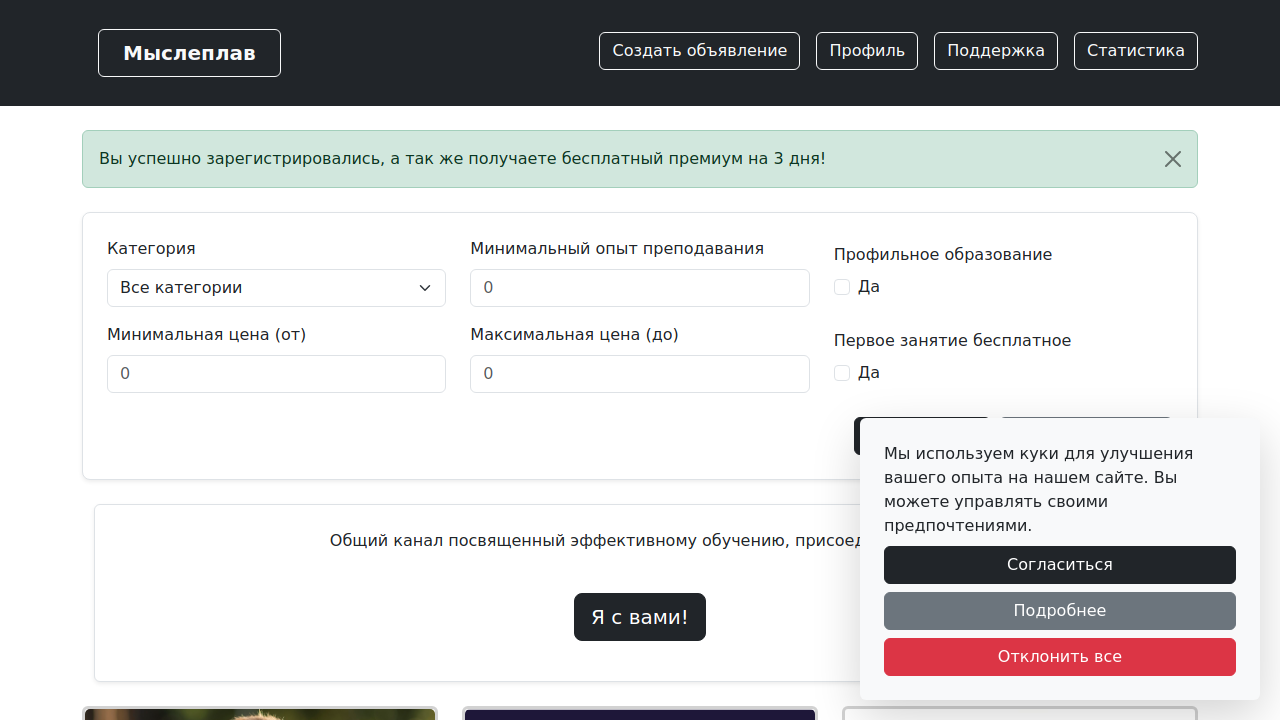 Мыслеплав
Создать объявление
Профиль
Поддержка
Статистика
Вы успешно зарегистрировались, а так же получаете бесплатный премиум на 3 дня!
Категория
Минимальный опыт преподавания
Профильное образование
Все категории
0
Да
Минимальная цена (от)
Максимальная цена (до)
Первое занятие бесплатное
0
0
Да
Мы используем куки для улучшения
вашего опыта на нашем сайте. Вы
можете управлять своими
предпочтениями.
Согласиться
Подробнее
Отклонить все
Общий канал посвященный эффективному обучению,
Я с вами!